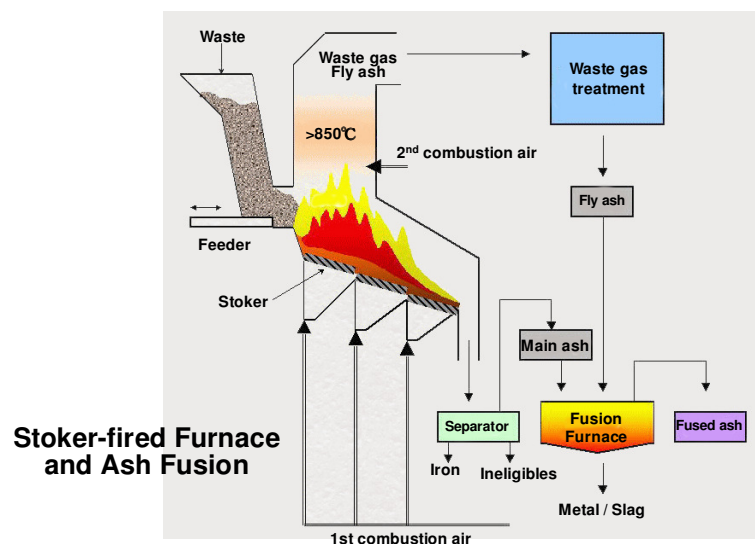 Waste
Waste gas
Fly ash
Waste gas
treatment
>850℃
2nd combustion air
Fly ash
Feeder
Stoker
Main ash
Stoker-fired Furnace
and Ash Fusion
Separator
Fusion
Furnace
Fused ash
Iron
Ineligibles
Metal / Slag
1st combustion air